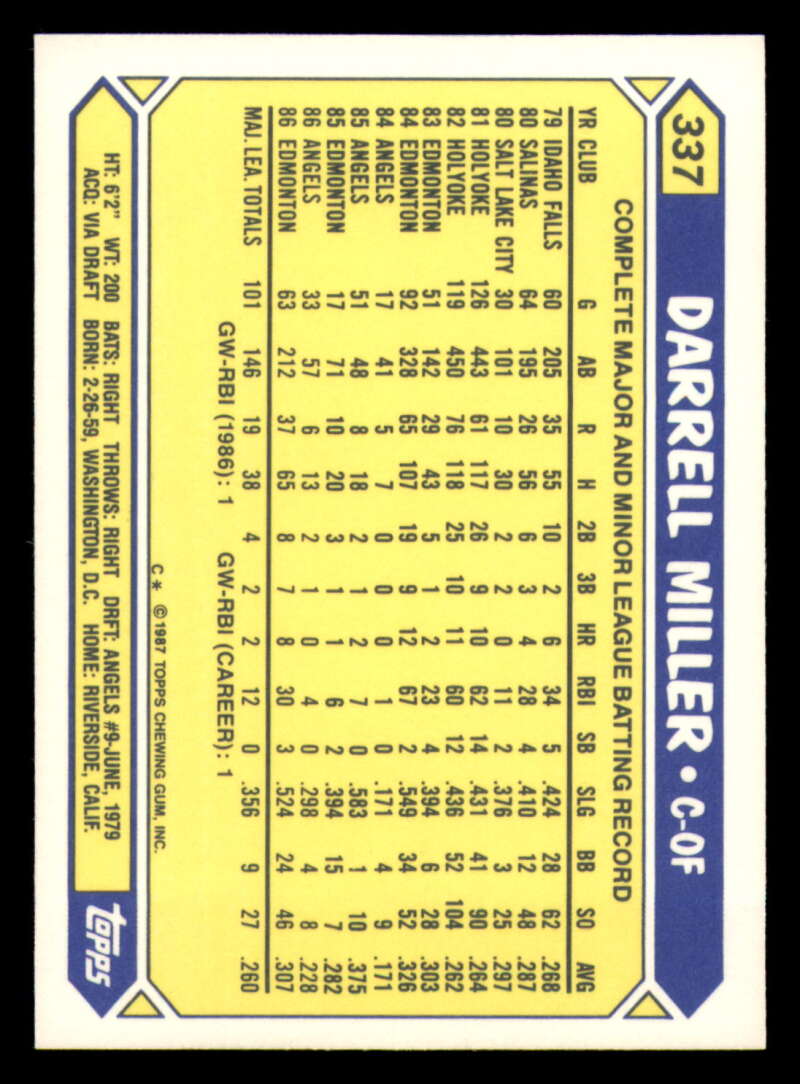 337
DARRELL MILLER • C-OF
COMPLETE MAJOR AND MINOR LEAGUE BATTING RECORD
YR CLUB G AB R H 2B 3B HR RBI SB SLG BB SO AVG
79 IDAHO FALLS 60 205 35 55 10 2 6 34 5 .424 28 62 .268
80 SALINAS 64 195 26 56 6 3 4 28 4 .410 12 48 .287
80 SALT LAKE CITY 30 101 10 30 2 2 0 11 2 .376 3 25 .297
81 HOLYOKE 126 443 61 117 26 9 10 62 14 .431 41 90 .264
82 HOLYOKE 119 450 76 118 25 10 11 60 12 .436 52 104 .262
83 EDMONTON 51 142 29 43 5 1 2 23 4 .394 6 28 .303
84 EDMONTON 92 328 65 107 19 9 12 67 2 .549 34 52 .326
84 ANGELS 17 41 5 7 0 0 0 1 0 .171 4 9 .171
85 ANGELS 51 48 8 18 2 1 2 7 0 .583 1 10 .375
85 EDMONTON 17 71 10 20 3 1 1 6 2 .394 15 7 .282
86 ANGELS 33 57 6 13 2 1 0 4 0 .298 4 8 .228
86 EDMONTON 63 212 37 65 8 7 8 30 3 .524 24 46 .307
MAJ. LEA. TOTALS 101 146 19 38 4 2 2 12 0 .356 9 27 .260
GW-RBI (1986): 1 GW-RBI (CAREER): 1
C * ©1987 TOPPS CHEWING GUM, INC.
HT: 6'2" WT: 200 BATS: RIGHT THROWS: RIGHT DRFT: ANGELS #9-JUNE, 1979
ACQ: VIA DRAFT BORN: 2-26-59, WASHINGTON, D.C. HOME: RIVERSIDE, CALIF.
topps